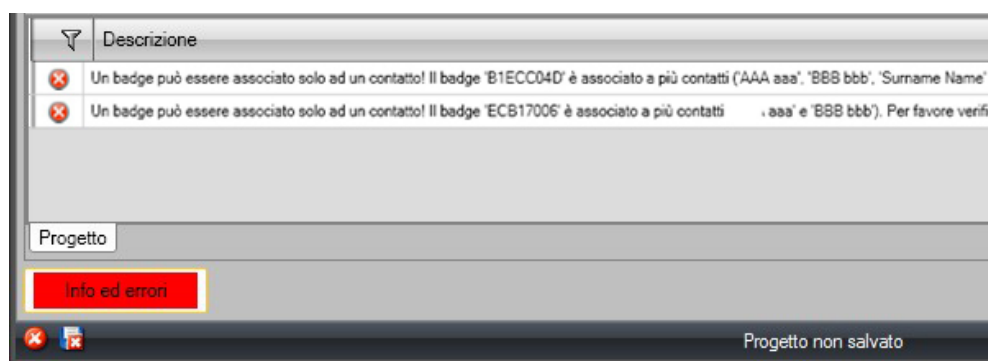 Descrizione
Un badge può essere associato solo ad un contatto! Il badge 'B1ECC04D' è associato a più contatti ('AAA aaa', 'BBB bbb', 'Surname Name'
Un badge può essere associato solo ad un contatto! Il badge 'ECB17006' è associato a più contatti aaa' e 'BBB bbb'). Per favore verifi
Progetto
Info ed errori
Progetto non salvato